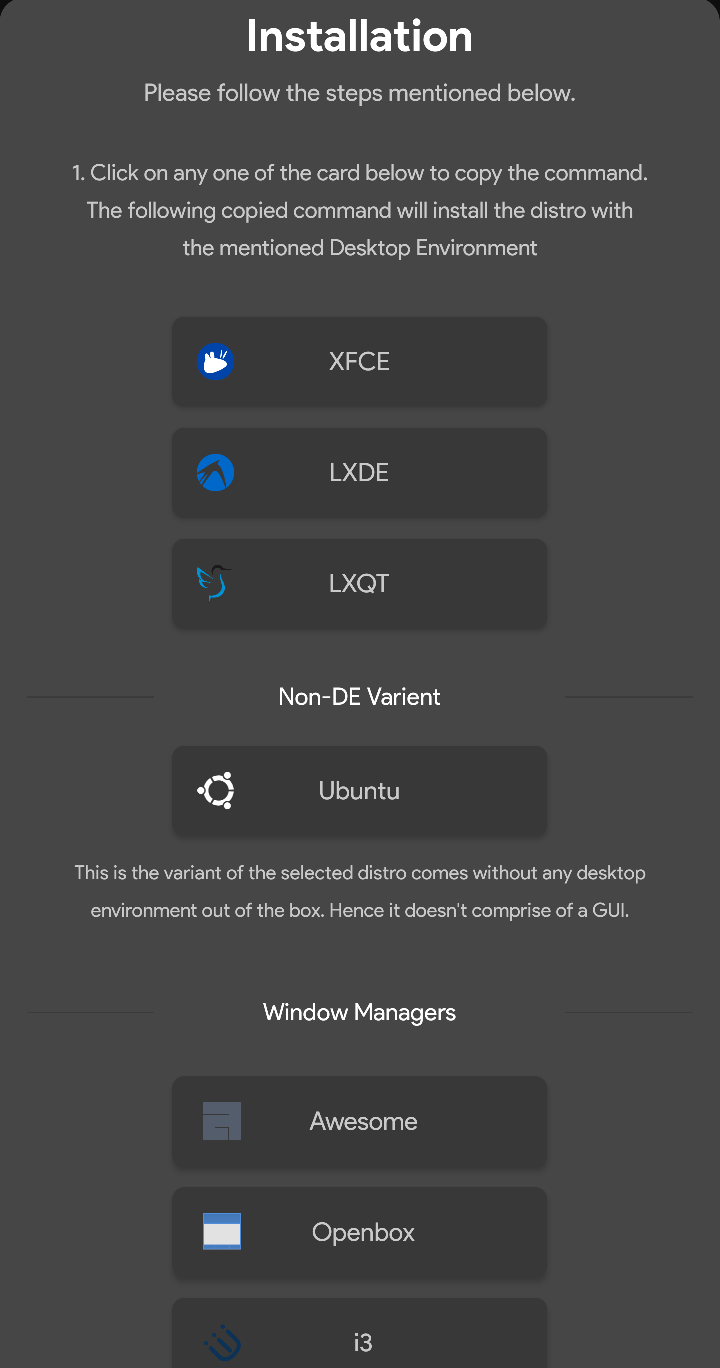 Installation
Please follow the steps mentioned below.
1. Click on any one of the card below to copy the command.
The following copied command will install the distro with
the mentioned Desktop Environment
XFCE
LXDE
LXQT
Non-DE Varient
Ubuntu
This is the variant of the selected distro comes without any desktop
environment out of the box. Hence it doesn't comprise of a GUI.
Window Managers
Awesome
Openbox
i3